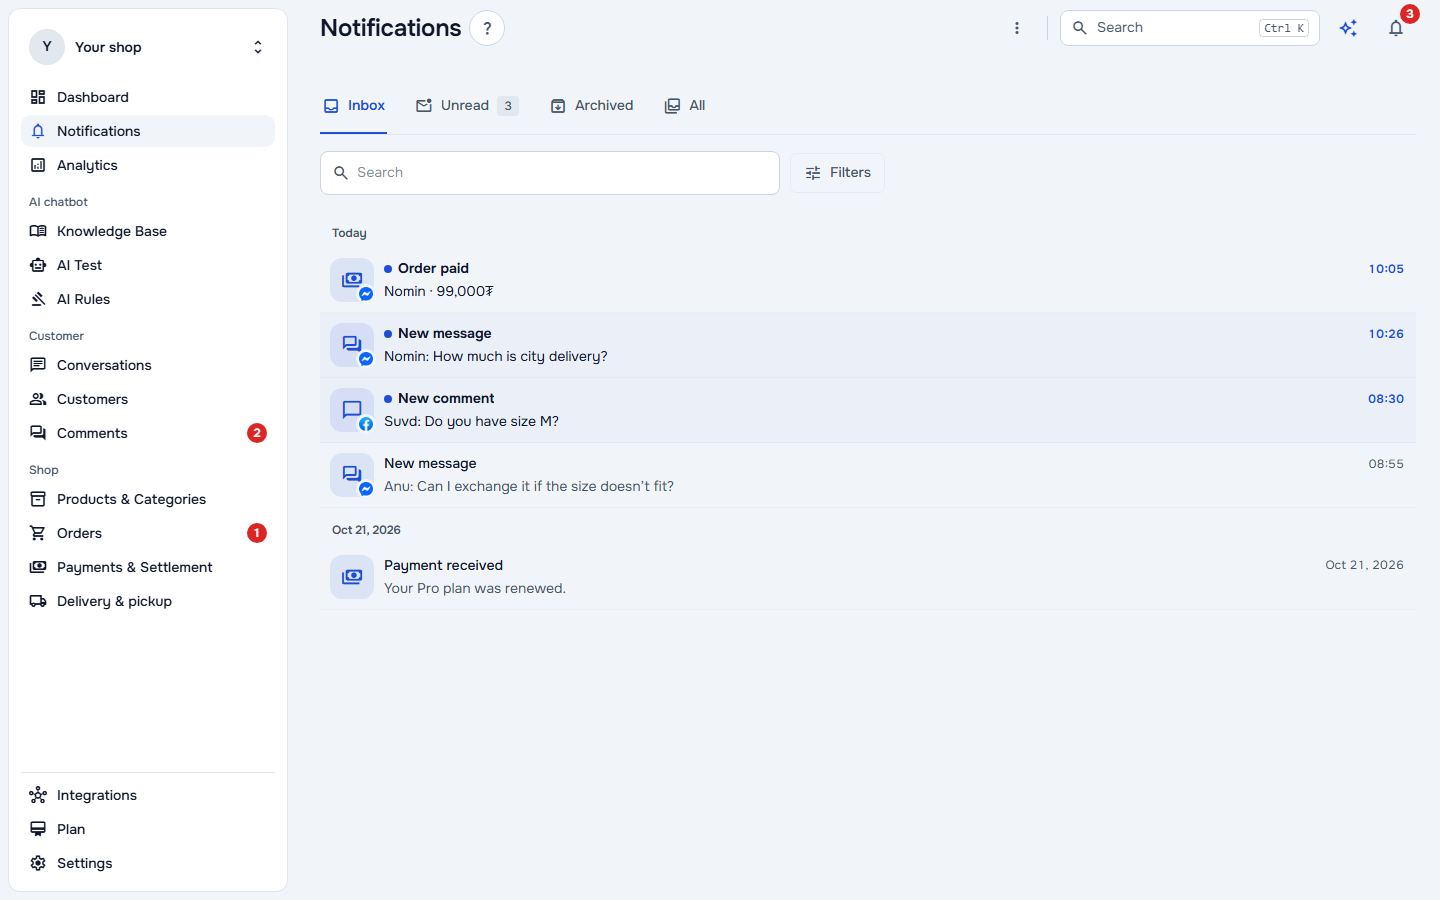 Y Your shop
Dashboard
Notifications
Analytics
AI chatbot
Knowledge Base
AI Test
AI Rules
Customer
Conversations
Customers
Comments 2
Shop
Products & Categories
Orders 1
Payments & Settlement
Delivery & pickup
Integrations
Plan
Settings
Notifications ?
Search Ctrl K
3
Inbox Unread 3 Archived All
Search Filters
Today
Order paid 10:05
Nomin · 99,000₮
New message 10:26
Nomin: How much is city delivery?
New comment 08:30
Suvd: Do you have size M?
New message 08:55
Anu: Can I exchange it if the size doesn’t fit?
Oct 21, 2026
Payment received Oct 21, 2026
Your Pro plan was renewed.